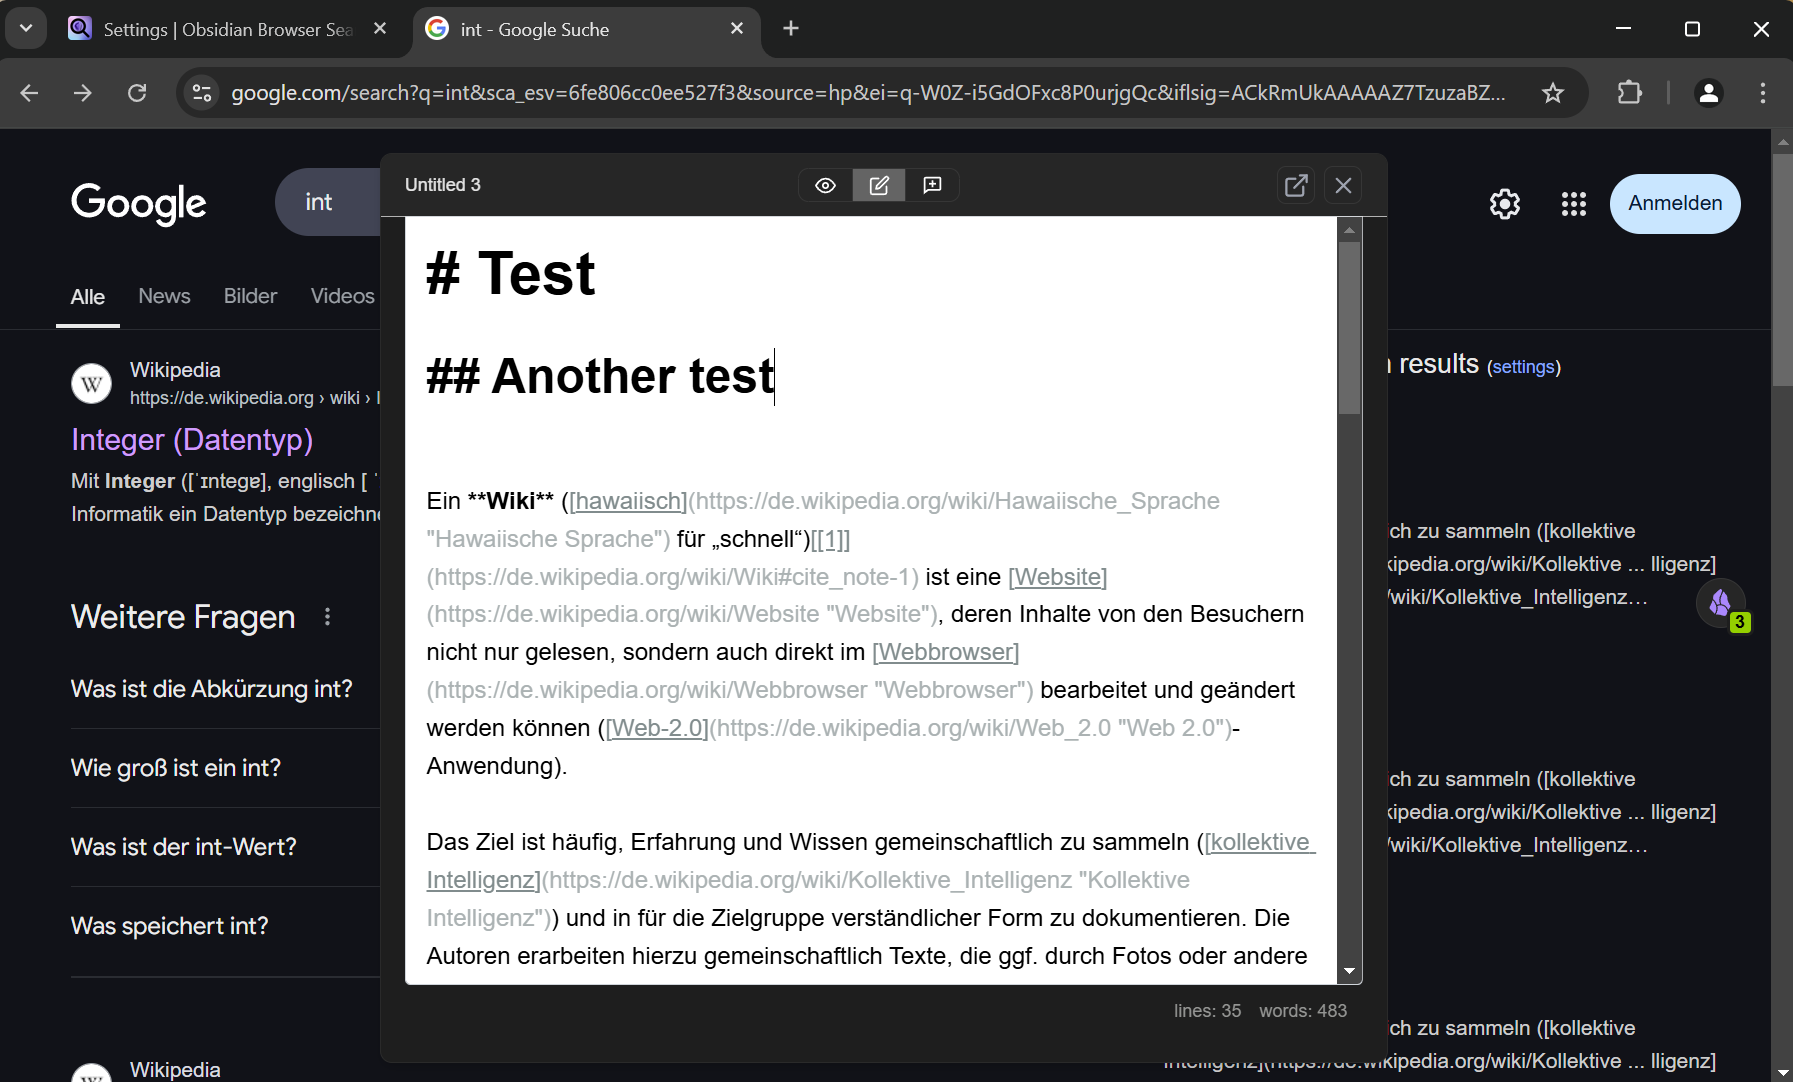 Settings | Obsidian Browser Sea
int - Google Suche
google.com/search?q=int&sca_esv=6fe806cc0ee527f3&source=hp&ei=q-W0Z-i5GdOFxc8P0urjgQc&iflsig=ACkRmUkAAAAAZ7TzuzaBZ...
Google
int
Anmelden
Alle News Bilder Videos
Wikipedia
https://de.wikipedia.org › wiki › I
Integer (Datentyp)
Mit Integer ([ˈɪntegɐ], englisch [ ˈ
Informatik ein Datentyp bezeichne
Weitere Fragen
Was ist die Abkürzung int?
Wie groß ist ein int?
Was ist der int-Wert?
Was speichert int?
Wikipedia
W
Untitled 3
# Test
## Another test
Ein **Wiki** ([hawaiisch](https://de.wikipedia.org/wiki/Hawaiische_Sprache
"Hawaiische Sprache") für „schnell“)[[1]]
(https://de.wikipedia.org/wiki/Wiki#cite_note-1) ist eine [Website]
(https://de.wikipedia.org/wiki/Website "Website"), deren Inhalte von den Besuchern
nicht nur gelesen, sondern auch direkt im [Webbrowser]
(https://de.wikipedia.org/wiki/Webbrowser "Webbrowser") bearbeitet und geändert
werden können ([Web-2.0](https://de.wikipedia.org/wiki/Web_2.0 "Web 2.0")-
Anwendung).
Das Ziel ist häufig, Erfahrung und Wissen gemeinschaftlich zu sammeln ([kollektive
Intelligenz](https://de.wikipedia.org/wiki/Kollektive_Intelligenz "Kollektive
Intelligenz")) und in für die Zielgruppe verständlicher Form zu dokumentieren. Die
Autoren erarbeiten hierzu gemeinschaftlich Texte, die ggf. durch Fotos oder andere
lines: 35 words: 483
results (settings)
ch zu sammeln ([kollektive
kipedia.org/wiki/Kollektive ... lligenz]
/wiki/Kollektive_Intelligenz…
3
ch zu sammeln ([kollektive
kipedia.org/wiki/Kollektive ... lligenz]
/wiki/Kollektive_Intelligenz…
ch zu sammeln ([kollektive
Intelligenz](https://de.wikipedia.org/wiki/Kollektive ... lligenz]